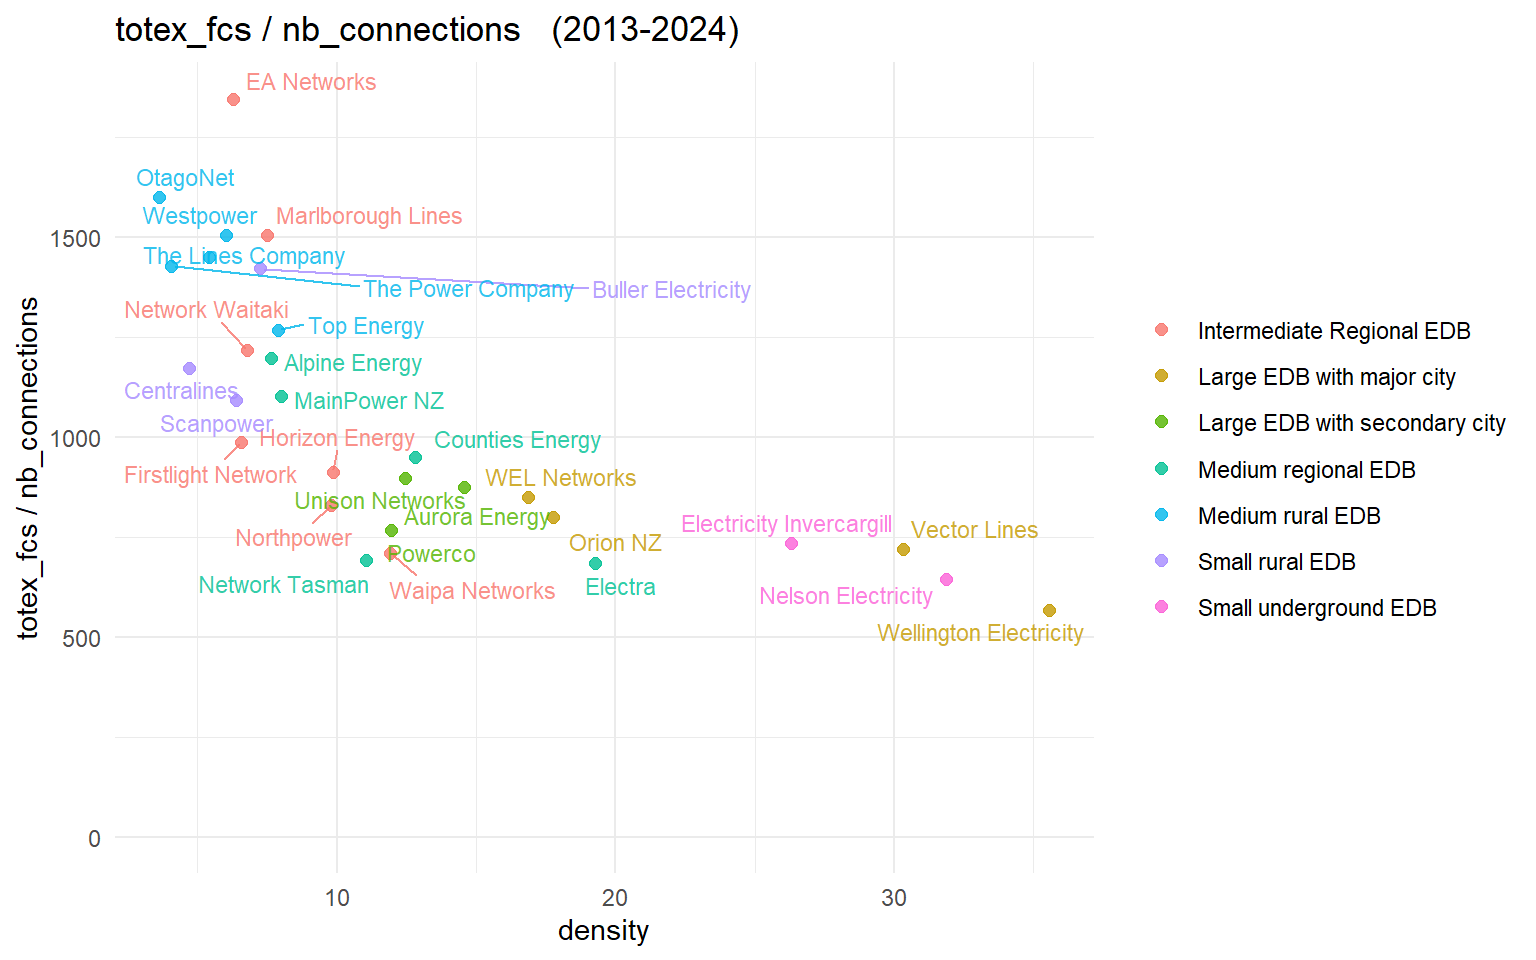 totex_fcs / nb_connections (2013-2024)
EA Networks
OtagoNet
Westpower
Marlborough Lines
1500
The Lines Company
The Power Company
Buller Electricity
Network Waitaki
Top Energy
Alpine Energy
Centralines
MainPower NZ
Scanpower
1000
Horizon Energy
Counties Energy
Firstlight Network
WEL Networks
Unison Networks
Aurora Energy
Electricity Invercargill
Vector Lines
Northpower
Orion NZ
Powerco
Network Tasman
Waipa Networks
Electra
Nelson Electricity
500
Wellington Electricity
0
10
20
30
density
totex_fcs / nb_connections
Intermediate Regional EDB
Large EDB with major city
Large EDB with secondary city
Medium regional EDB
Medium rural EDB
Small rural EDB
Small underground EDB